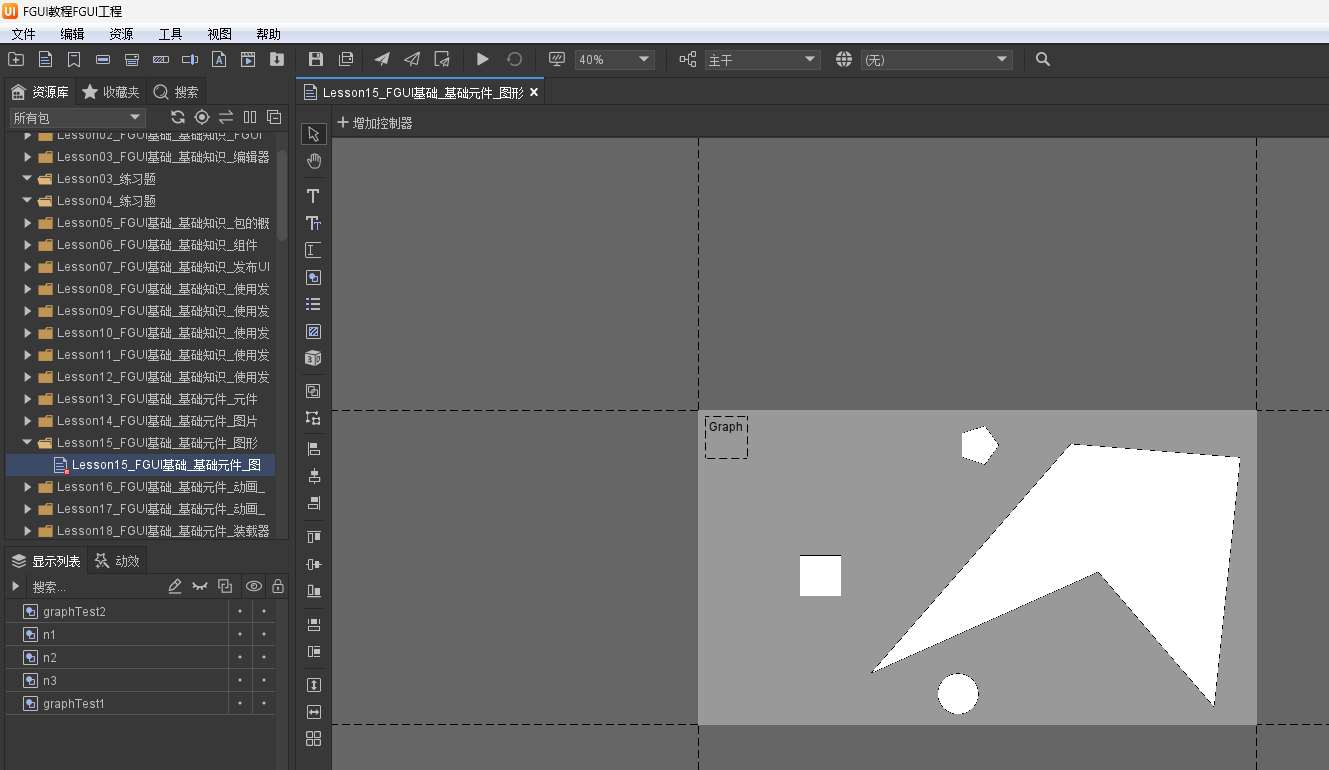 UI FGUI教程FGUI工程
文件 编辑 资源 工具 视图 帮助
40% 主干 (无)
资源库 收藏夹 搜索
Lesson15_FGUI基础_基础元件_图形
所有包
增加控制器
Lesson02_FGUI基础_基础知识_FGUI
Lesson03_FGUI基础_基础知识_编辑器
Lesson03_练习题
Lesson04_练习题
Lesson05_FGUI基础_基础知识_包的概
Lesson06_FGUI基础_基础知识_组件
Lesson07_FGUI基础_基础知识_发布UI
Lesson08_FGUI基础_基础知识_使用发
Lesson09_FGUI基础_基础知识_使用发
Lesson10_FGUI基础_基础知识_使用发
Lesson11_FGUI基础_基础知识_使用发
Lesson12_FGUI基础_基础知识_使用发
Lesson13_FGUI基础_基础元件_元件
Lesson14_FGUI基础_基础元件_图片
Lesson15_FGUI基础_基础元件_图形
Lesson15_FGUI基础_基础元件_图
Lesson16_FGUI基础_基础元件_动画_
Lesson17_FGUI基础_基础元件_动画_
Lesson18_FGUI基础_基础元件_装载器
Graph
显示列表 动效
搜索...
graphTest2
n1
n2
n3
graphTest1